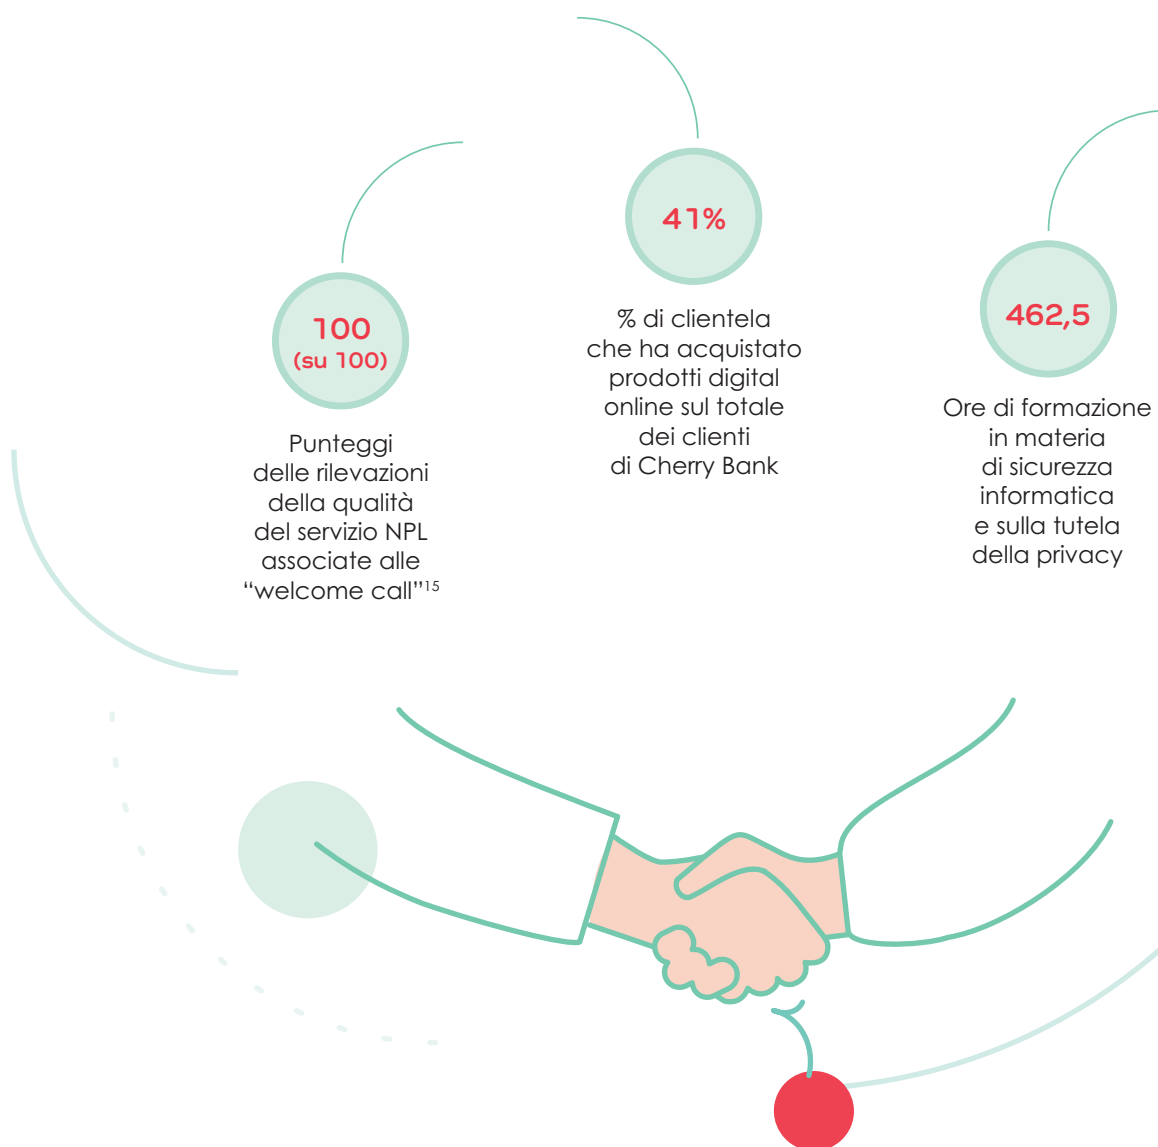 100
(su 100)
Punteggi
delle rilevazioni
della qualità
del servizio NPL
associate alle
“welcome call”15
41%
% di clientela
che ha acquistato
prodotti digital
online sul totale
dei clienti
di Cherry Bank
462,5
Ore di formazione
in materia
di sicurezza
informatica
e sulla tutela
della privacy